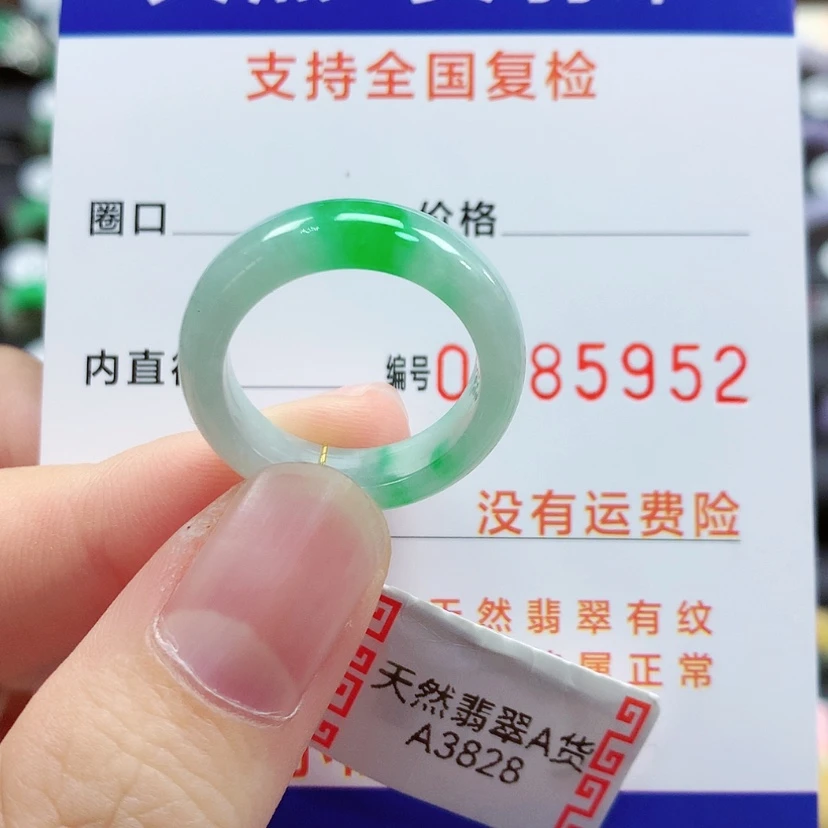 支持全国复检
圈口
价格
内直
编号0 85952
没有运费险
天然翡翠有纹
属正常
天然翡翠A货
A3828